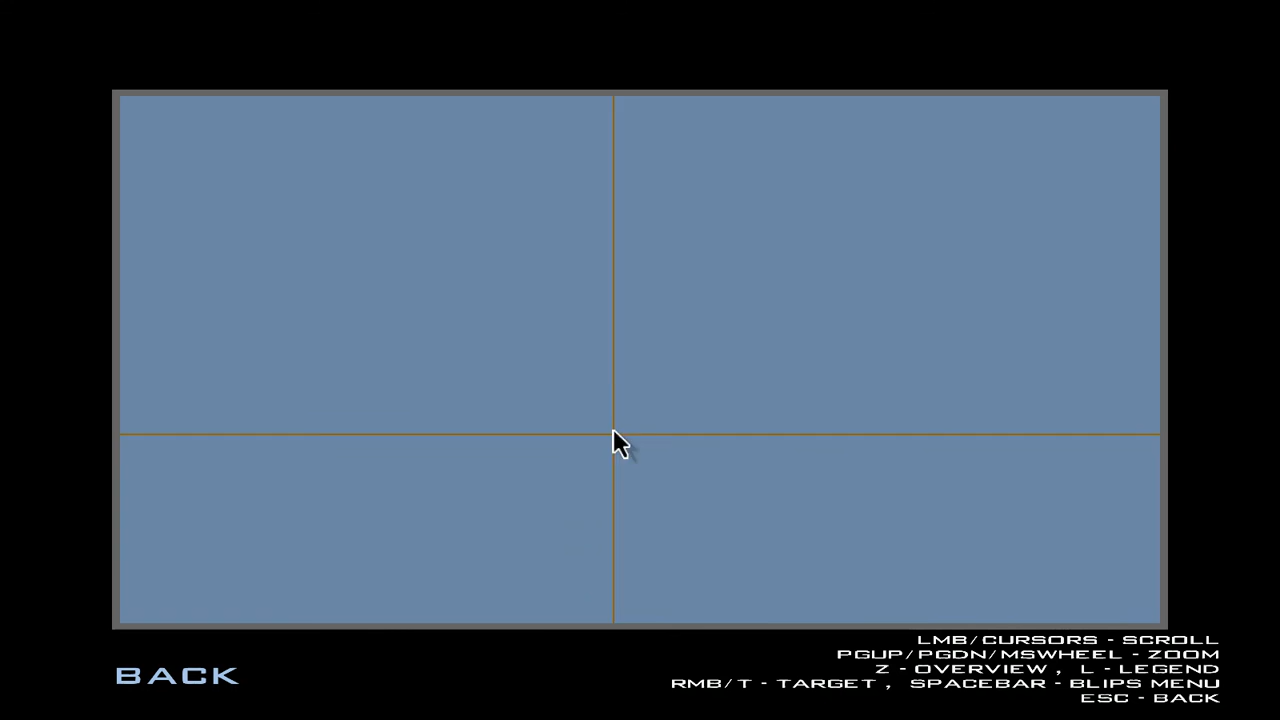 LMB/CURSORS - SCROLL
PGUP/PGDN/MSWHEEL - ZOOM
Z - OVERVIEW , L - LEGEND
RMB/T - TARGET , SPACEBAR - BLIPS MENU
ESC - BACK
BACK